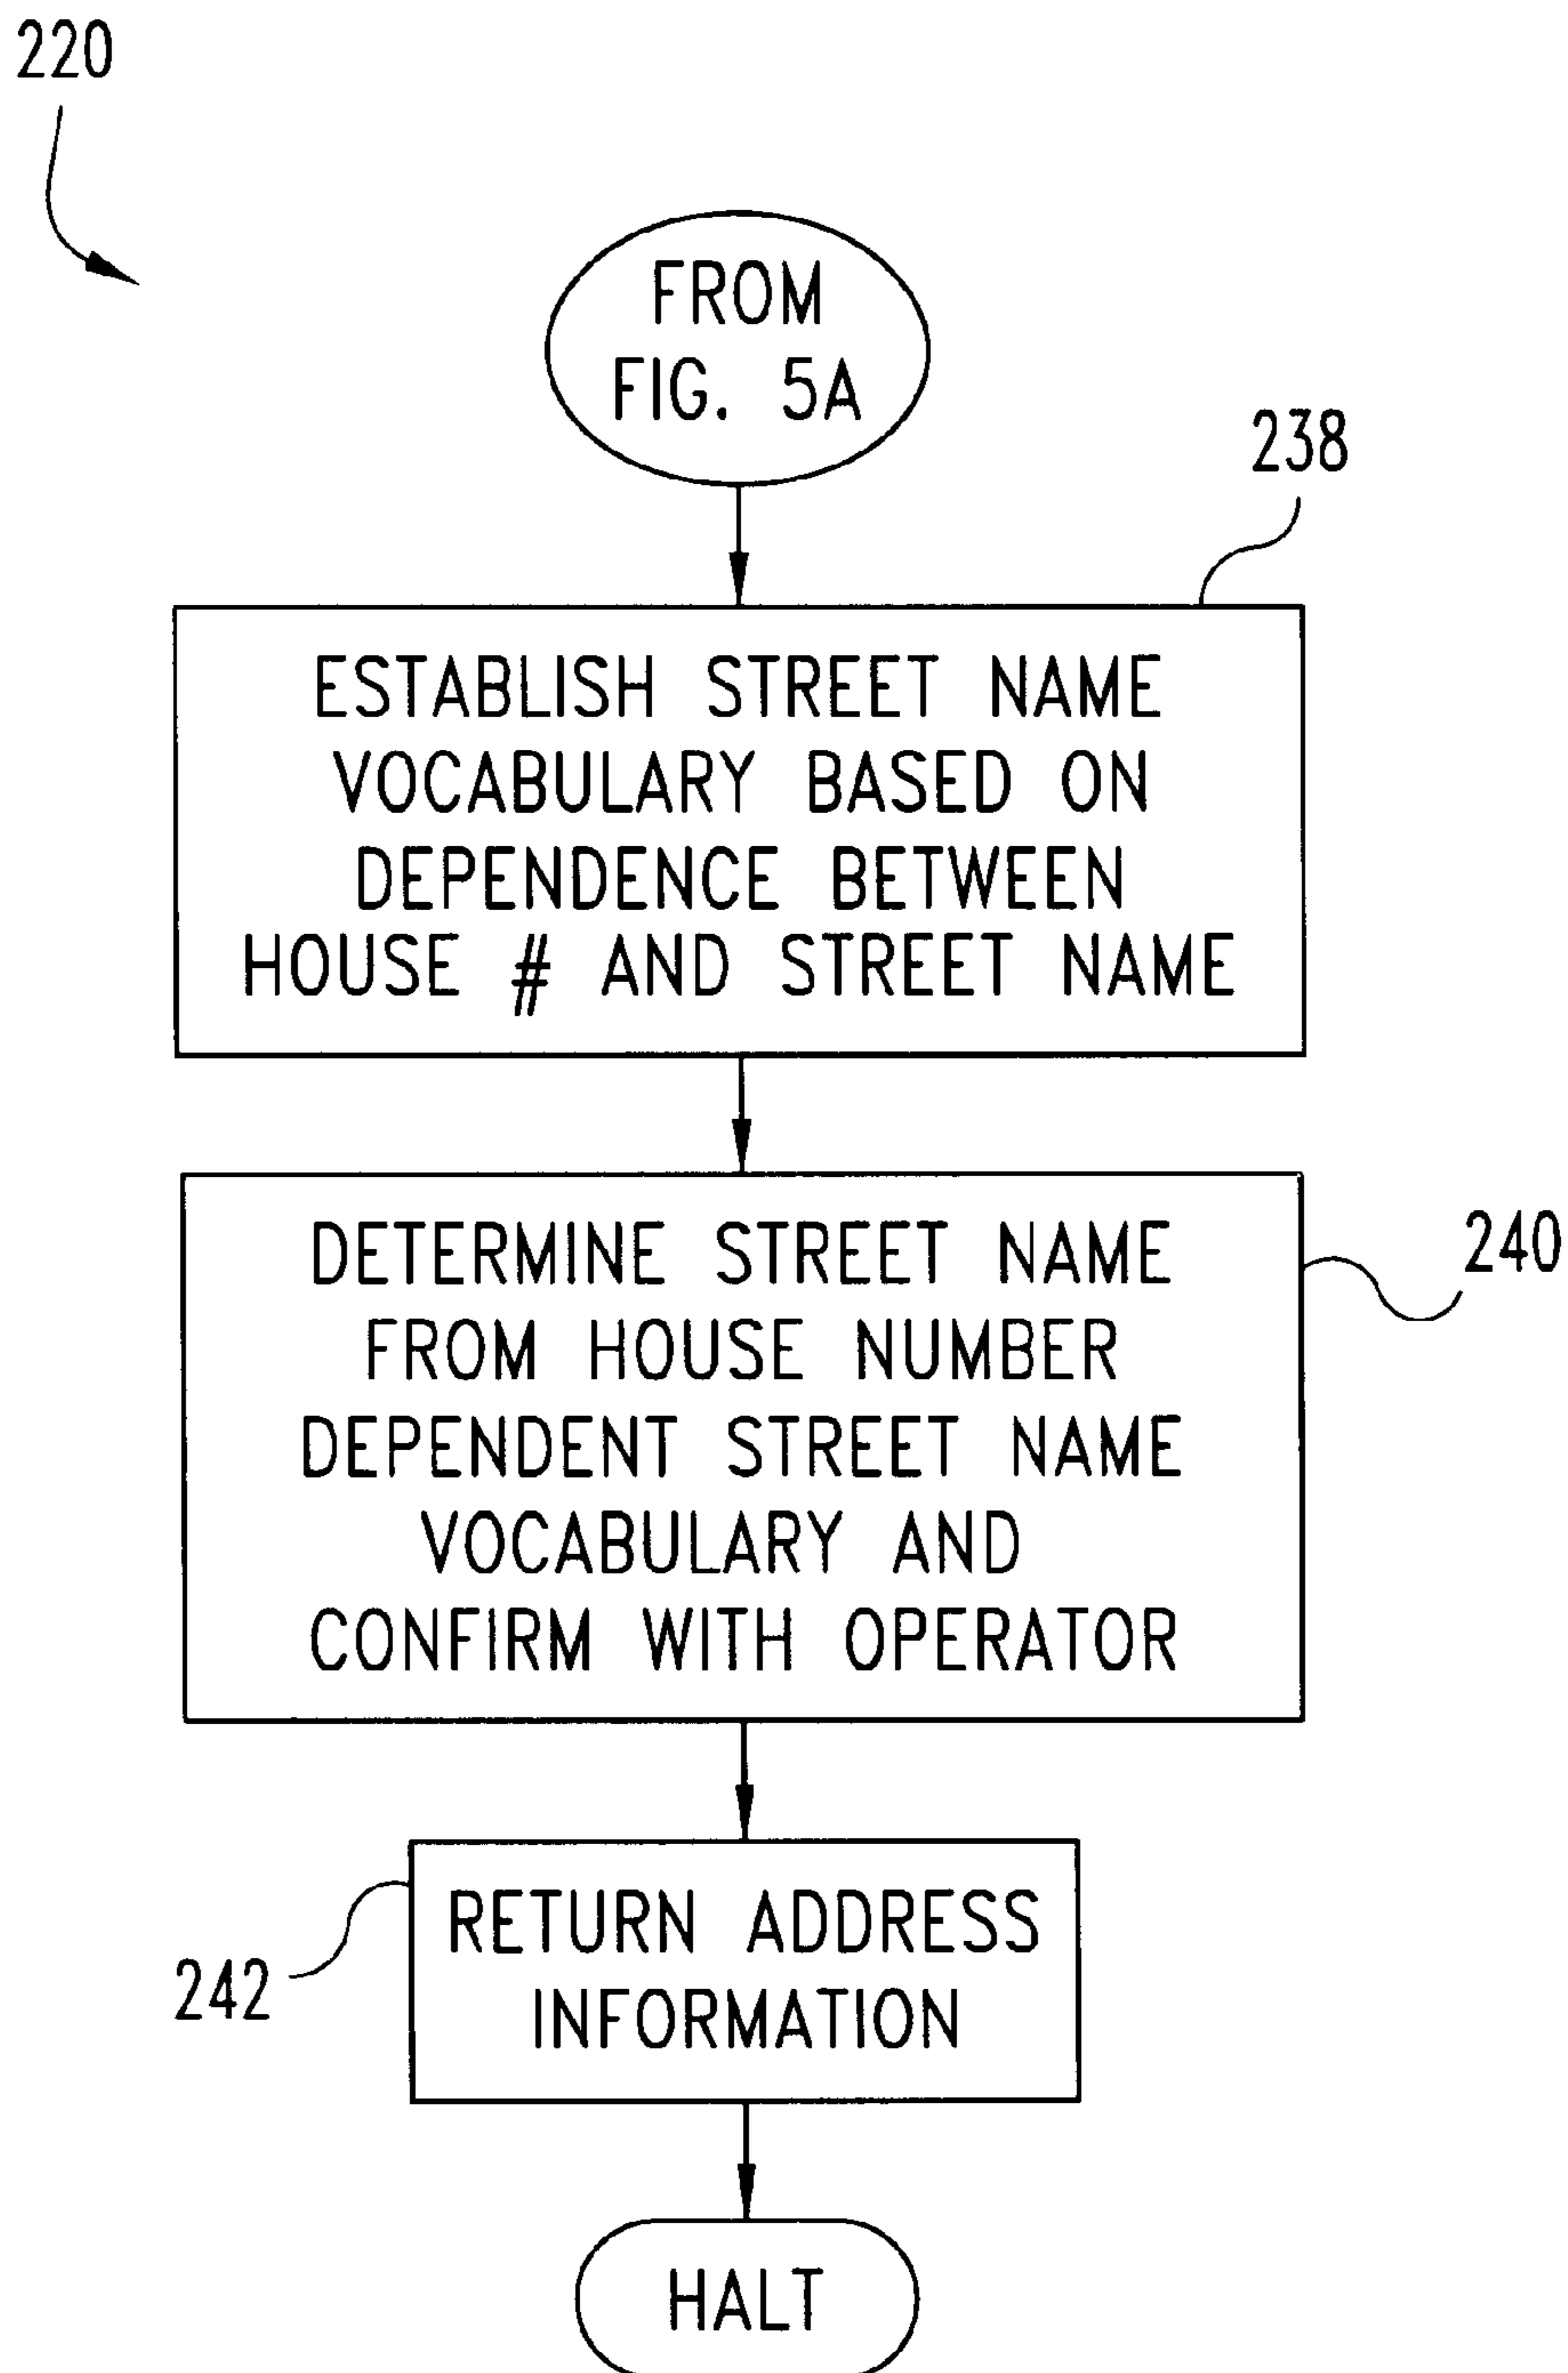 220
FROM
FIG. 5A
238
ESTABLISH STREET NAME
VOCABULARY BASED ON
DEPENDENCE BETWEEN
HOUSE # AND STREET NAME
240
DETERMINE STREET NAME
FROM HOUSE NUMBER
DEPENDENT STREET NAME
VOCABULARY AND
CONFIRM WITH OPERATOR
242
RETURN ADDRESS
INFORMATION
HALT